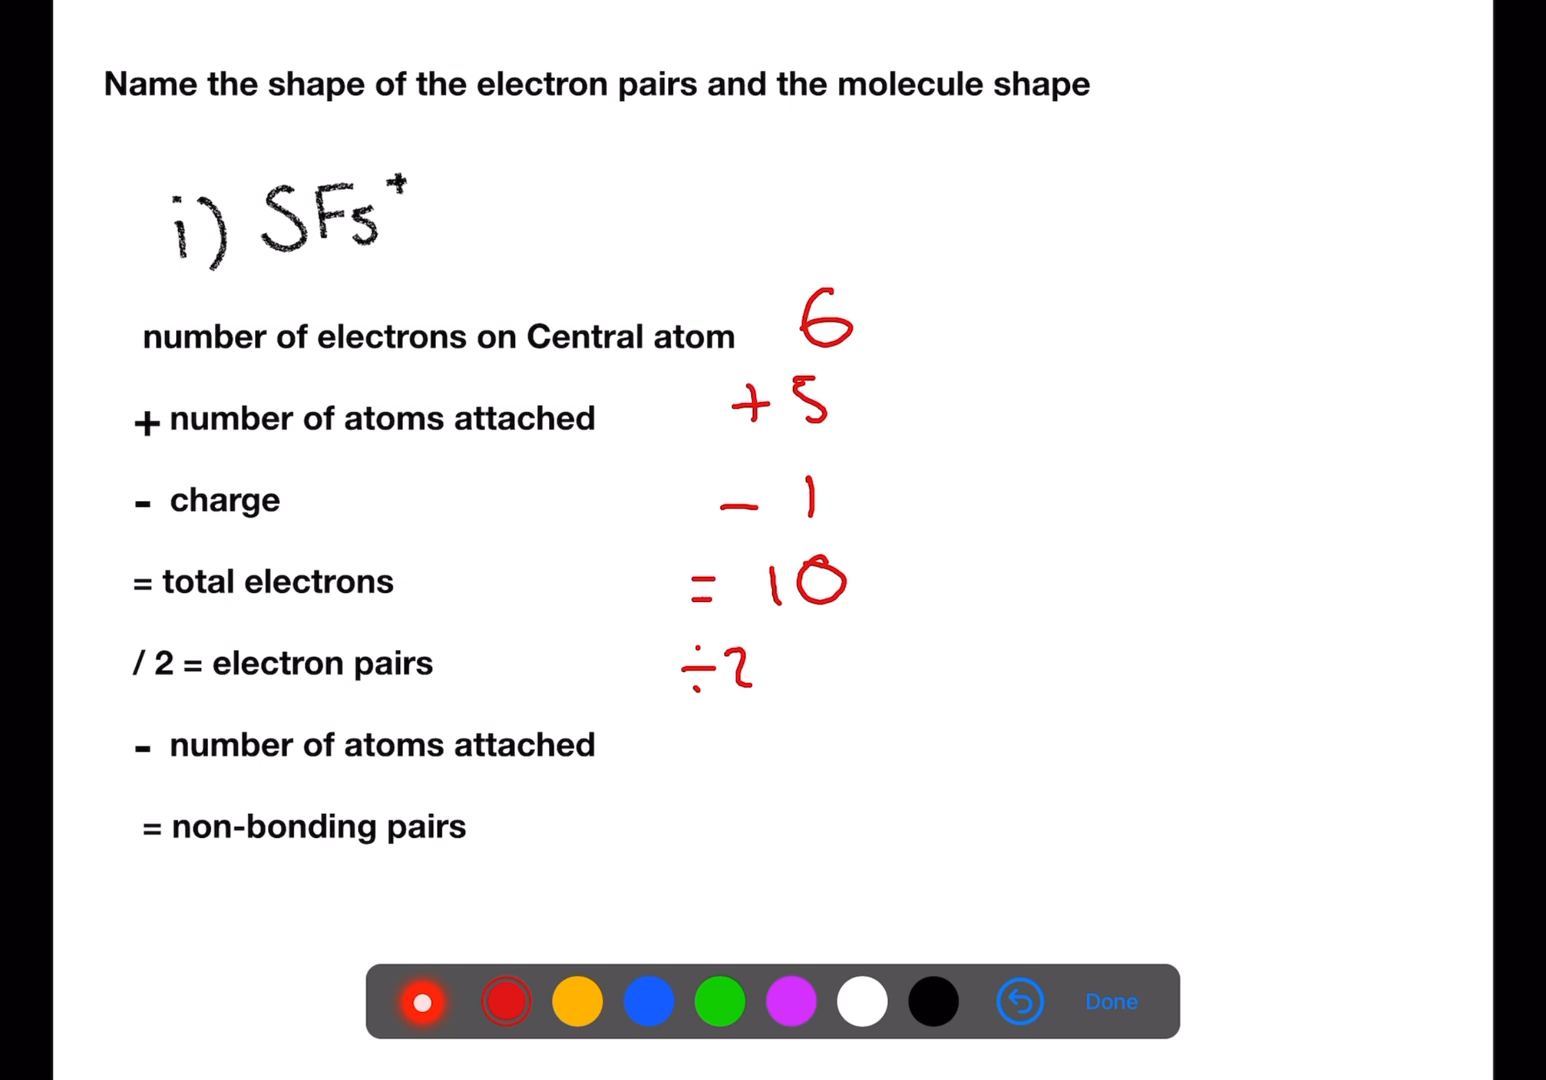 Name the shape of the electron pairs and the molecule shape
i) SF5+
number of electrons on Central atom 6
+ number of atoms attached + 5
- charge - 1
= total electrons = 10
/ 2 = electron pairs ÷2
- number of atoms attached
= non-bonding pairs
Done